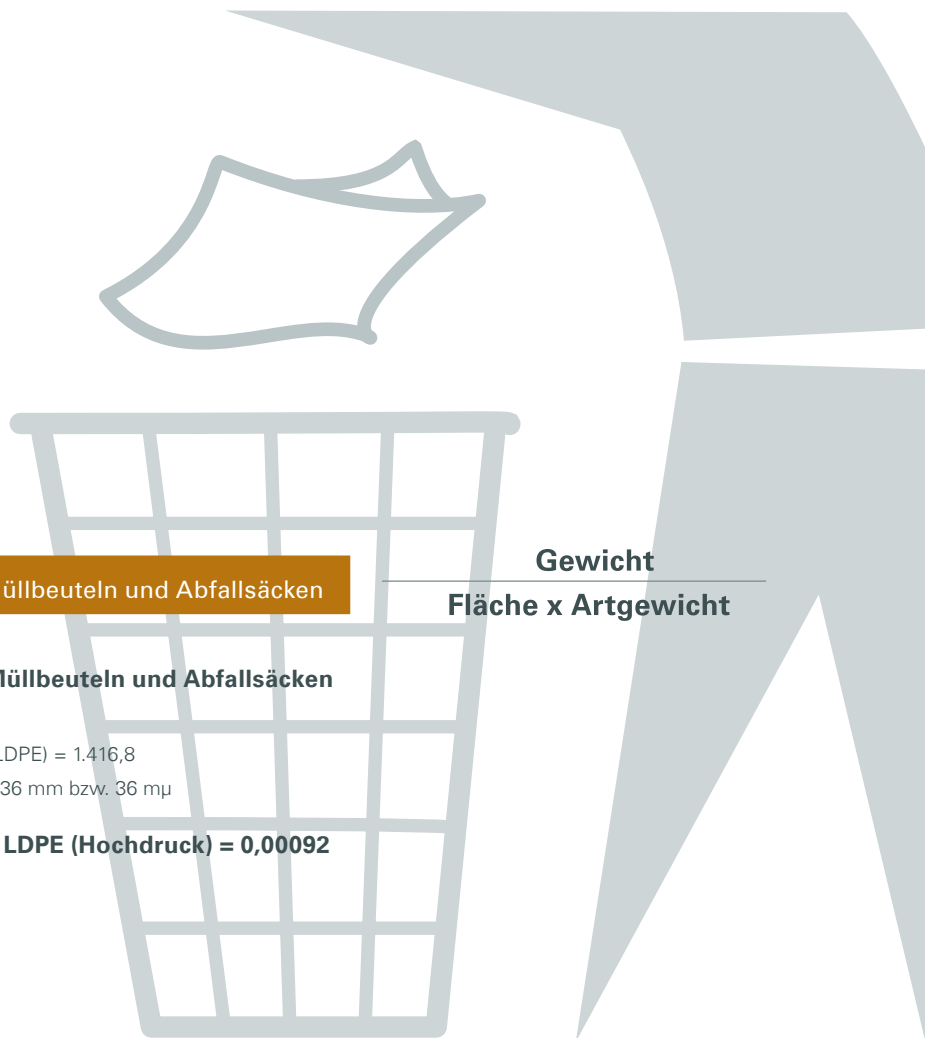 Gewicht
üllbeuteln und Abfallsäcken
Fläche x Artgewicht
üllbeuteln und Abfallsäcken
LDPE) = 1.416,8
36 mm bzw. 36 mµ
LDPE (Hochdruck) = 0,00092